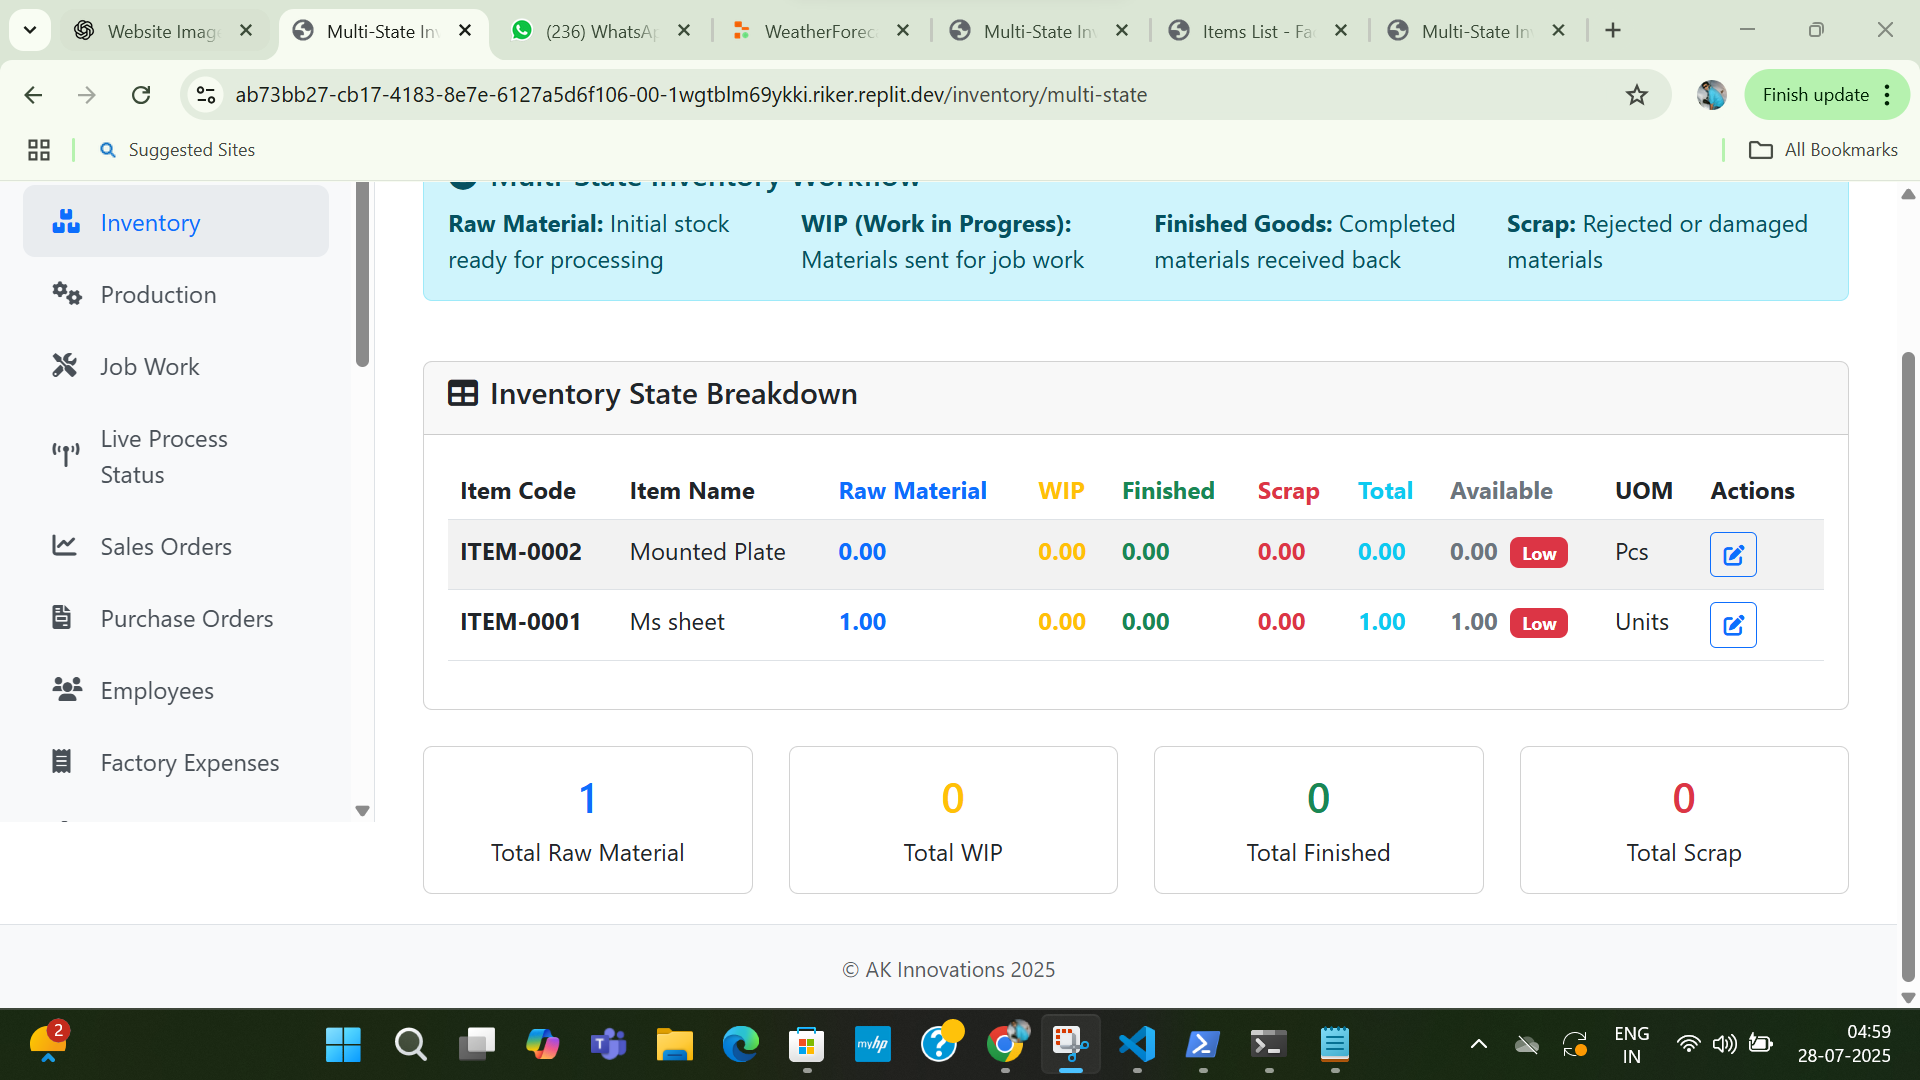 Website Imag
Multi-State Inv
(236) WhatsAp
WeatherForec
Multi-State Inv
Items List - Fac
Multi-State Inv
ab73bb27-cb17-4183-8e7e-6127a5d6f106-00-1wgtblm69ykki.riker.replit.dev/inventory/multi-state
Finish update
Suggested Sites
All Bookmarks
Inventory
Production
Job Work
Live Process
Status
Sales Orders
Purchase Orders
Employees
Factory Expenses
Multi-State Inventory Workflow
Raw Material: Initial stock
ready for processing
WIP (Work in Progress):
Materials sent for job work
Finished Goods: Completed
materials received back
Scrap: Rejected or damaged
materials
Inventory State Breakdown
Item Code Item Name Raw Material WIP Finished Scrap Total Available UOM Actions
ITEM-0002 Mounted Plate 0.00 0.00 0.00 0.00 0.00 0.00 Low Pcs
ITEM-0001 Ms sheet 1.00 0.00 0.00 0.00 1.00 1.00 Low Units
1
Total Raw Material
0
Total WIP
0
Total Finished
0
Total Scrap
© AK Innovations 2025
2
myhp
ENG
IN
04:59
28-07-2025